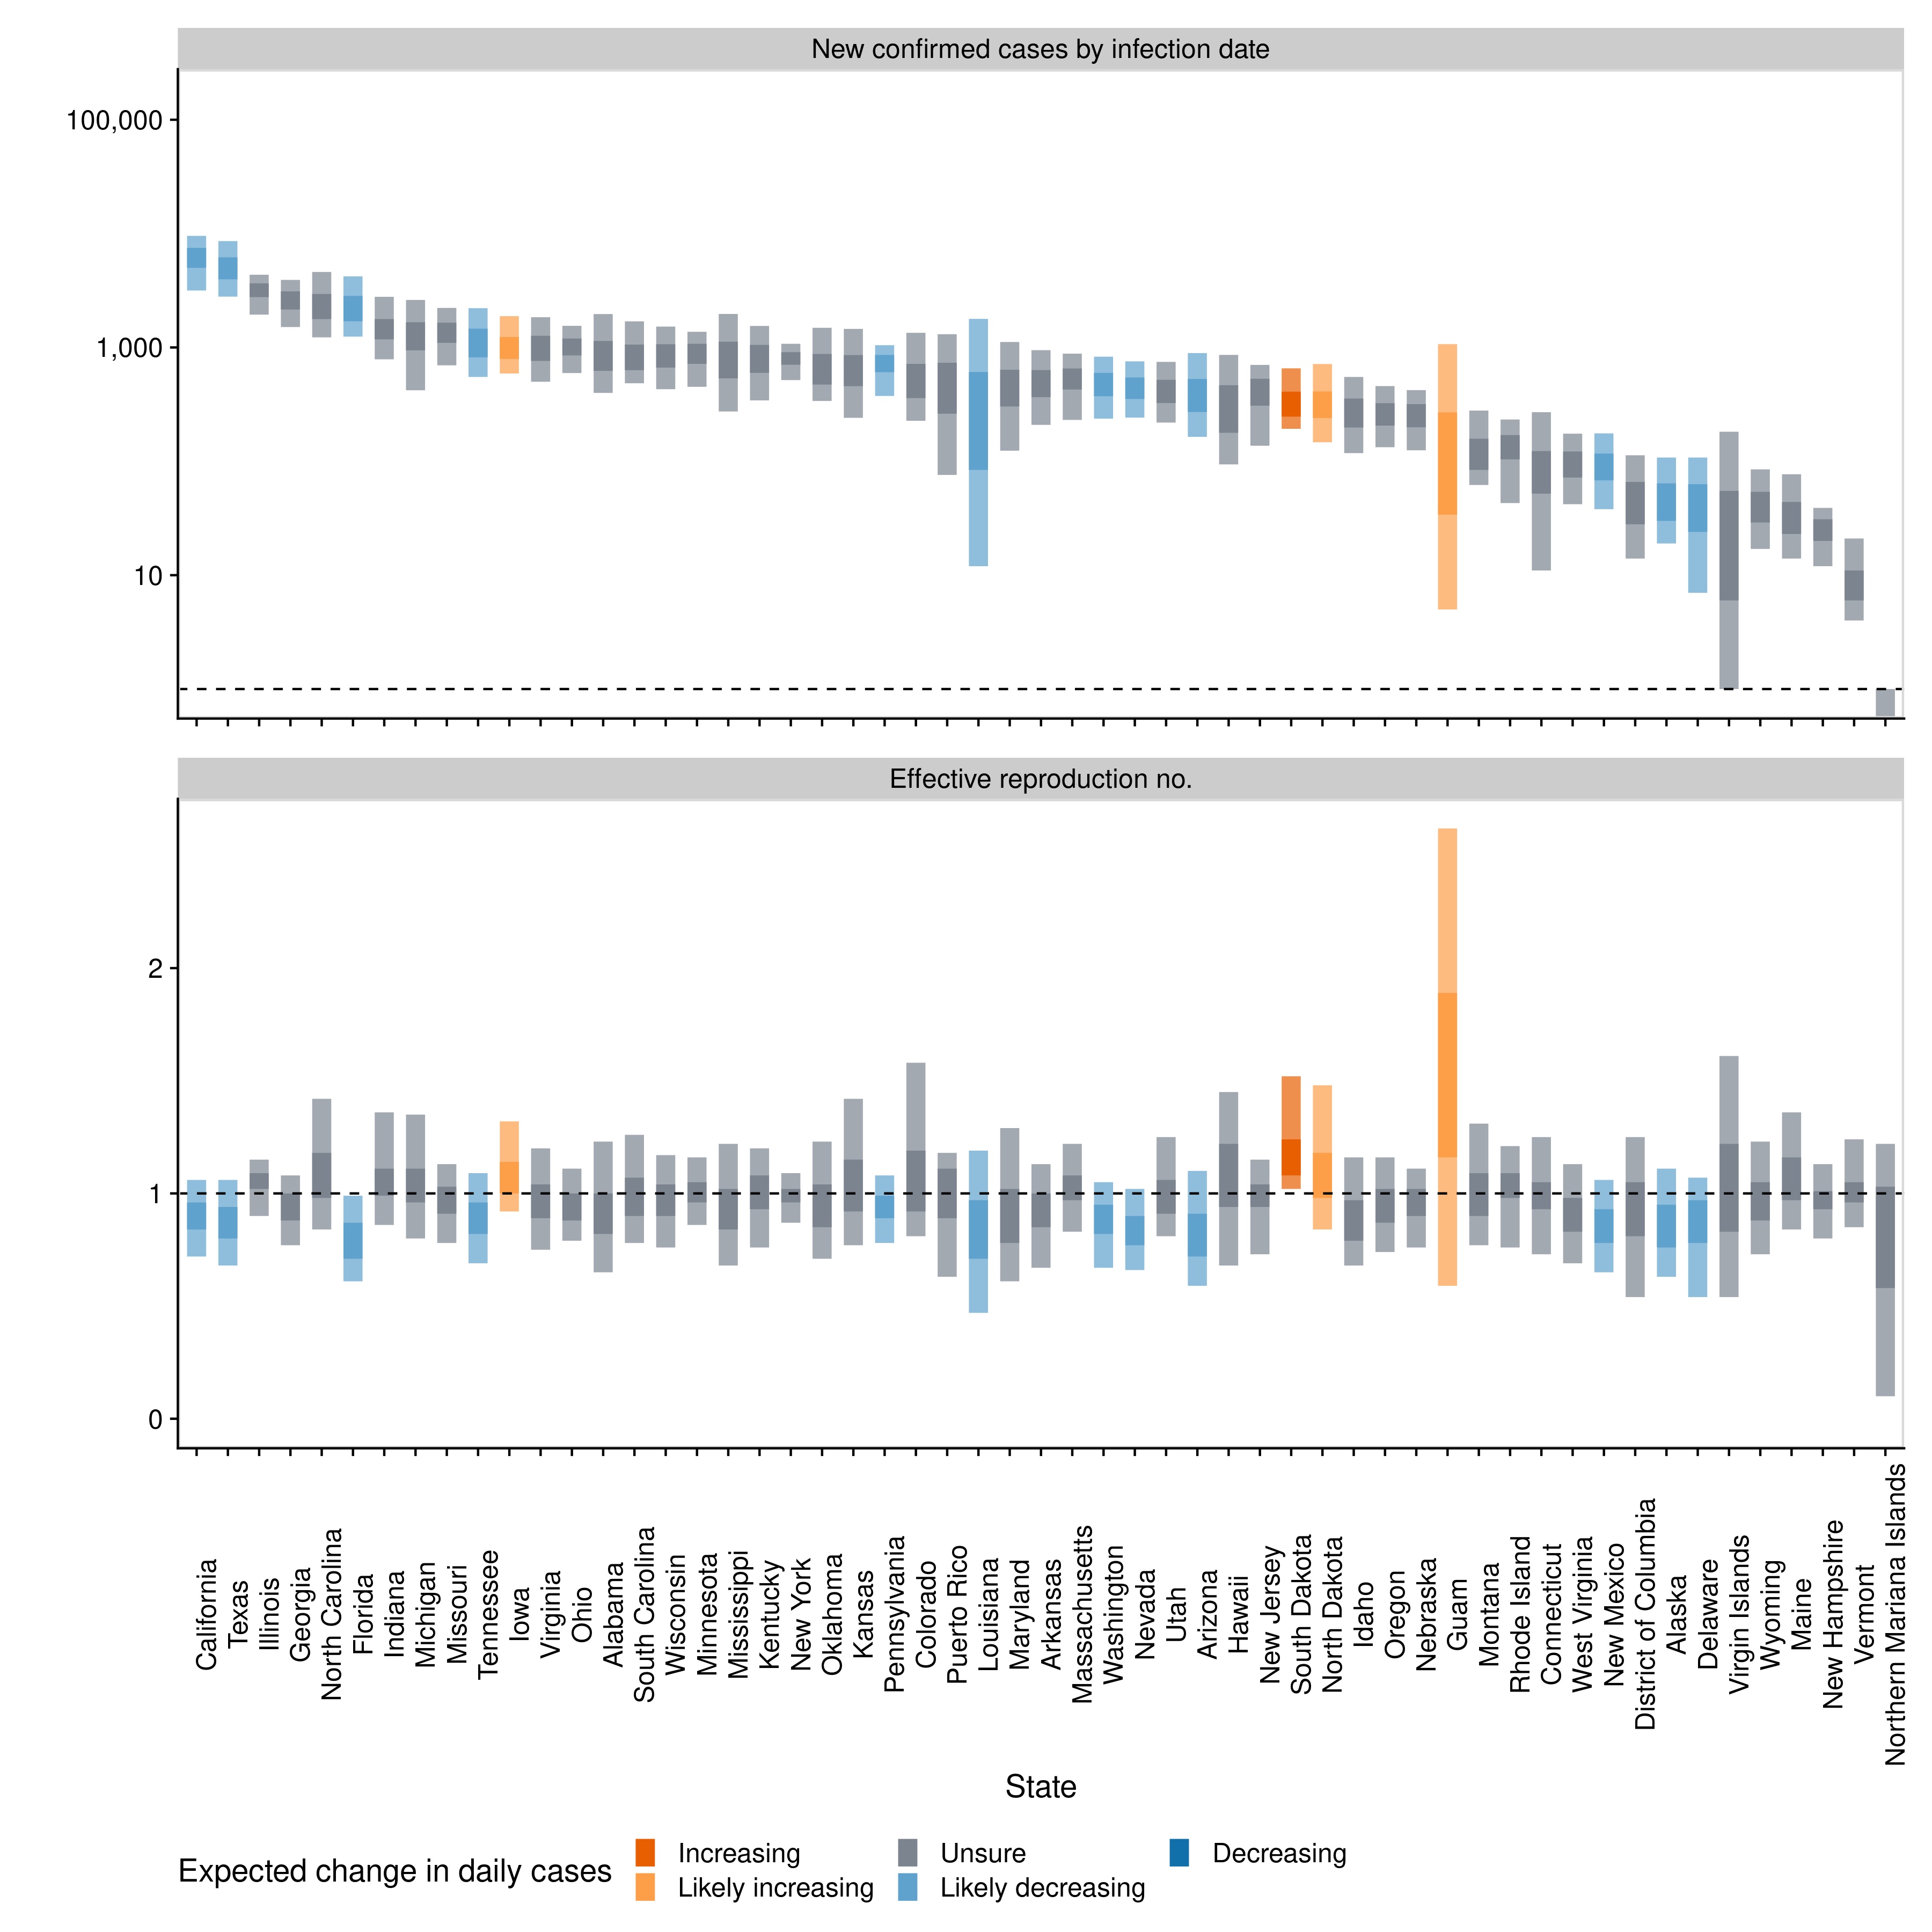 New confirmed cases by infection date
100,000
1,000
10
Effective reproduction no.
2
1
0
California
Texas
Illinois
Georgia
North Carolina
Florida
Indiana
Michigan
Missouri
Tennessee
Iowa
Virginia
Ohio
Alabama
South Carolina
Wisconsin
Minnesota
Mississippi
Kentucky
New York
Oklahoma
Kansas
Pennsylvania
Colorado
Puerto Rico
Louisiana
Maryland
Arkansas
Massachusetts
Washington
Nevada
Utah
Arizona
Hawaii
New Jersey
South Dakota
North Dakota
Idaho
Oregon
Nebraska
Guam
Montana
Rhode Island
Connecticut
West Virginia
New Mexico
District of Columbia
Alaska
Delaware
Virgin Islands
Wyoming
Maine
New Hampshire
Vermont
Northern Mariana Islands
State
Expected change in daily cases
Increasing
Unsure
Decreasing
Likely increasing
Likely decreasing